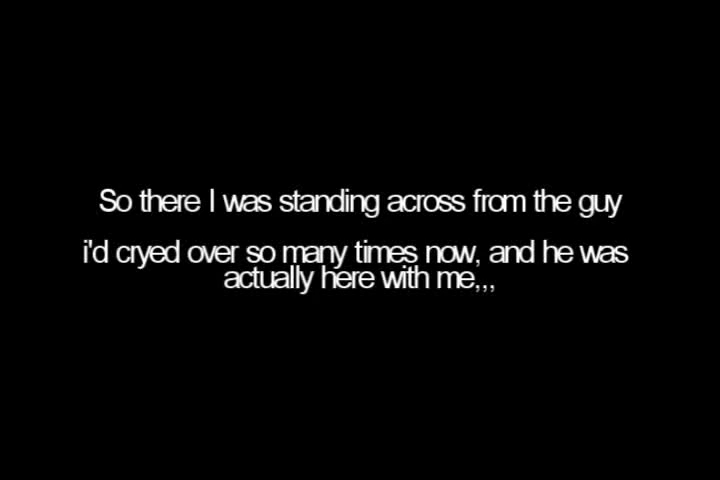 So there I was standing across from the guy
i'd cryed over so many times now, and he was
actually here with me,,,